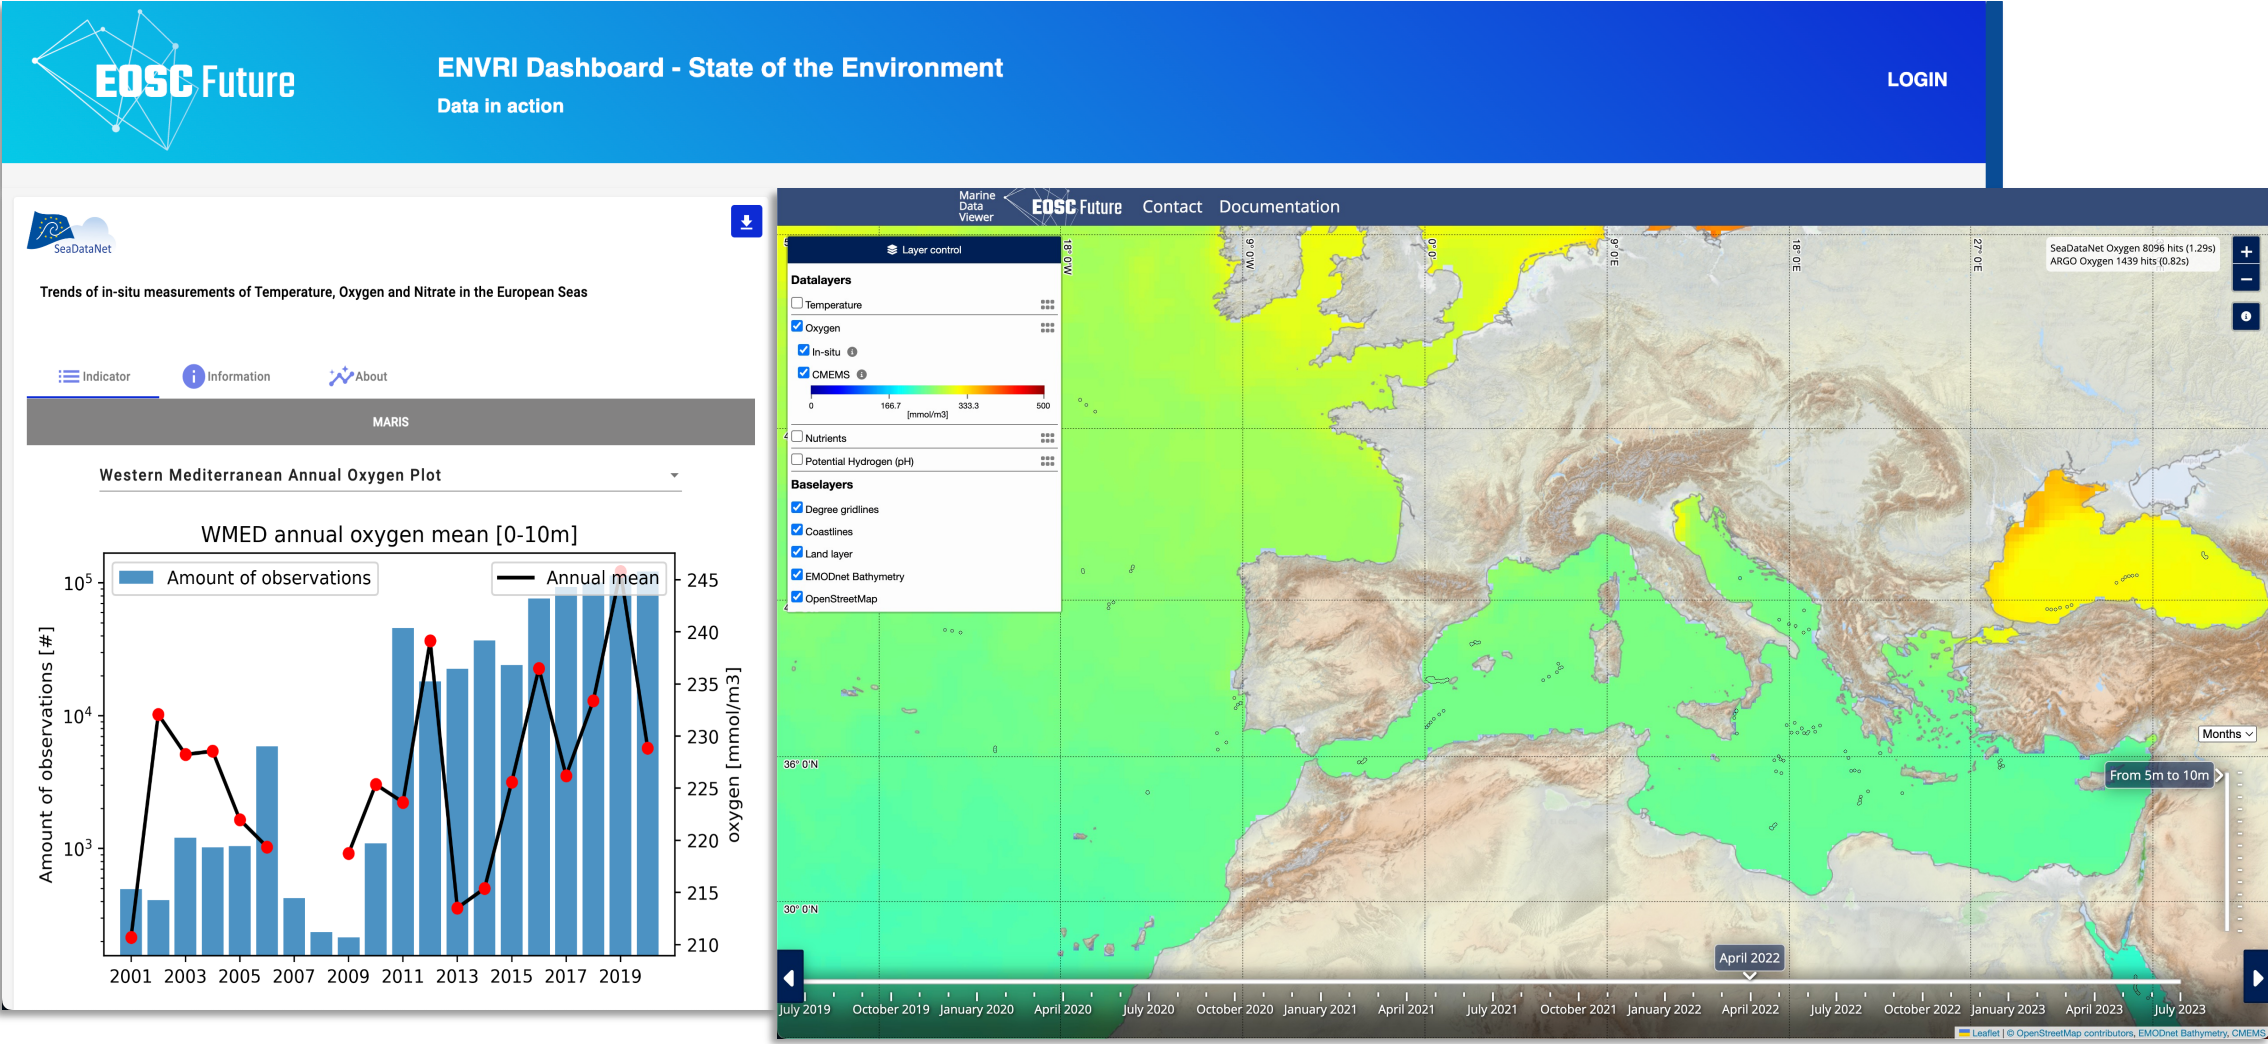 EOSC Future
ENVRI Dashboard - State of the Environment
Data in action
LOGIN
SeaDataNet
Trends of in-situ measurements of Temperature, Oxygen and Nitrate in the European Seas
Indicator
Information
About
MARIS
Western Mediterranean Annual Oxygen Plot
WMED annual oxygen mean [0-10m]
Amount of observations
Annual mean
Amount of observations [#]
10⁵
10⁴
10³
245
240
235
230
225
220
215
210
oxygen [mmol/m3]
2001 2003 2005 2007 2009 2011 2013 2015 2017 2019
Marine
Data
Viewer
EOSC Future
Contact
Documentation
Layer control
Datalayers
Temperature
Oxygen
In-situ
CMEMS
0 166.7 333.3 500
[mmol/m3]
Nutrients
Potential Hydrogen (pH)
Baselayers
Degree gridlines
Coastlines
Land layer
EMODnet Bathymetry
OpenStreetMap
18° 0'W
9° 0'W
0° 0'
9° 0'E
18° 0'E
27° 0'E
SeaDataNet Oxygen 8096 hits (1.29s)
ARGO Oxygen 1439 hits (0.82s)
+
−
Months
36° 0'N
From 5m to 10m
30° 0'N
April 2022
July 2019 October 2019 January 2020 April 2020 July 2020 October 2020 January 2021 April 2021 July 2021 October 2021 January 2022 April 2022 July 2022 October 2022 January 2023 April 2023 July 2023
Leaflet | © OpenStreetMap contributors, EMODnet Bathymetry, CMEMS,